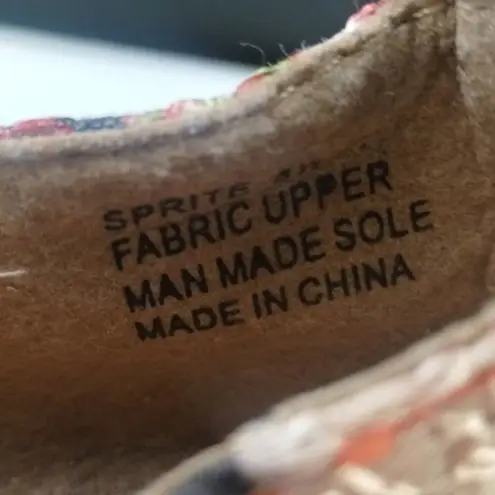 SPRITE
FABRIC UPPER
MAN MADE SOLE
MADE IN CHINA